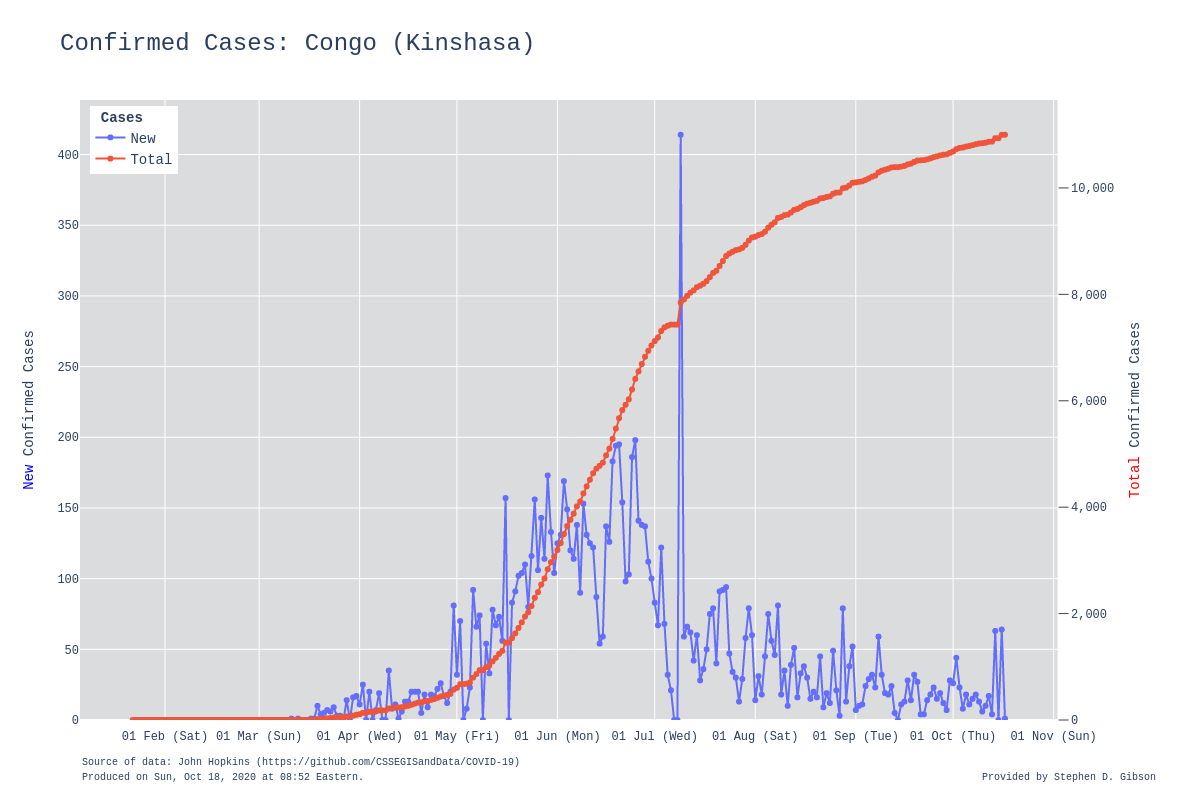 Confirmed Cases: Congo (Kinshasa)
Cases
New
Total
400
350
300
250
200
150
100
50
0
New Confirmed Cases
10,000
8,000
6,000
4,000
2,000
0
Total Confirmed Cases
01 Feb (Sat) 01 Mar (Sun) 01 Apr (Wed) 01 May (Fri) 01 Jun (Mon) 01 Jul (Wed) 01 Aug (Sat) 01 Sep (Tue) 01 Oct (Thu) 01 Nov (Sun)
Source of data: John Hopkins (https://github.com/CSSEGISandData/COVID-19)
Produced on Sun, Oct 18, 2020 at 08:52 Eastern.
Provided by Stephen D. Gibson